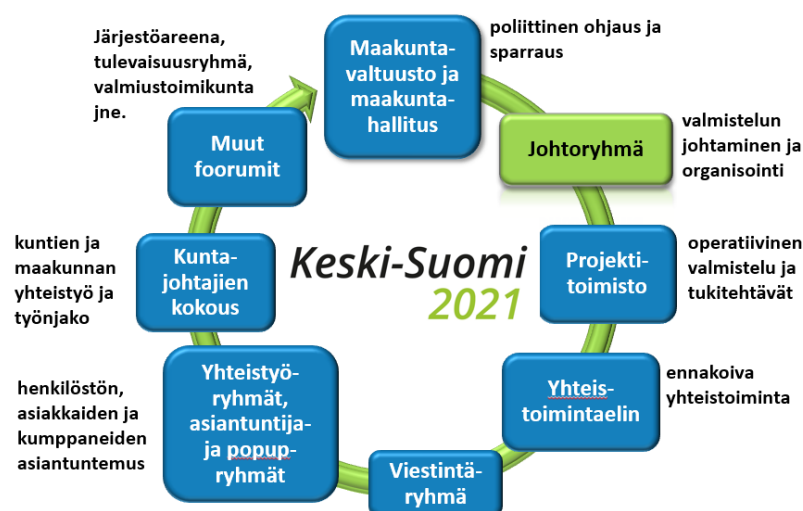 Maakunta-
valtuusto ja
maakunta-
hallitus
poliittinen ohjaus ja
sparraus
Johtoryhmä
valmistelun
johtaminen ja
organisointi
Projekti-
toimisto
operatiivinen
valmistelu ja
tukitehtävät
Yhteis-
toimintaelin
ennakoiva
yhteistoiminta
Viestintä-
ryhmä
Yhteistyö-
ryhmät,
asiantuntija-
ja popup-
ryhmät
henkilöstön,
asiakkaiden ja
kumppaneiden
asiantuntemus
Kunta-
johtajien
kokous
kuntien ja
maakunnan
yhteistyö ja
työnjako
Muut
foorumit
Järjestöareena,
tulevaisuusryhmä,
valmiustoimikunta
jne.
Keski-Suomi
2021